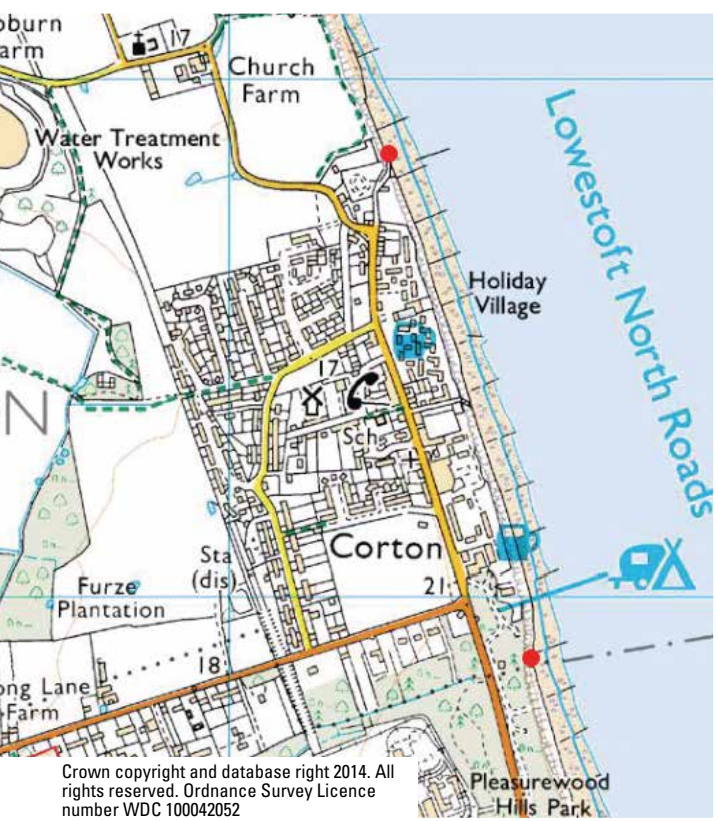 oburn
arm
17
Church
Farm
Water Treatment
Works
Lowestoft North Roads
Holiday
Village
17
N
Sch
Corton
Sta
(dis)
21
Furze
Plantation
18
ong Lane
Farm
Pleasurewood
Hills Park
Crown copyright and database right 2014. All
rights reserved. Ordnance Survey Licence
number WDC 100042052